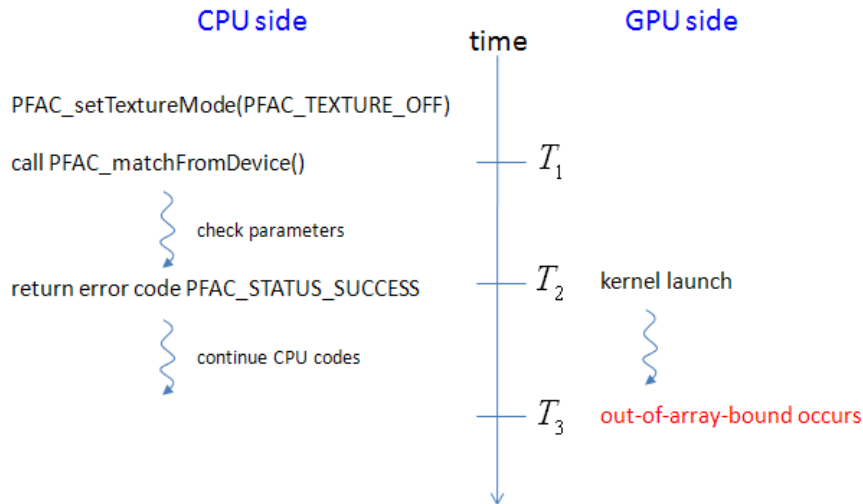 CPU side
time
GPU side
PFAC_setTextureMode(PFAC_TEXTURE_OFF)
call PFAC_matchFromDevice()
T1
check parameters
return error code PFAC_STATUS_SUCCESS
T2
kernel launch
continue CPU codes
T3
out-of-array-bound occurs